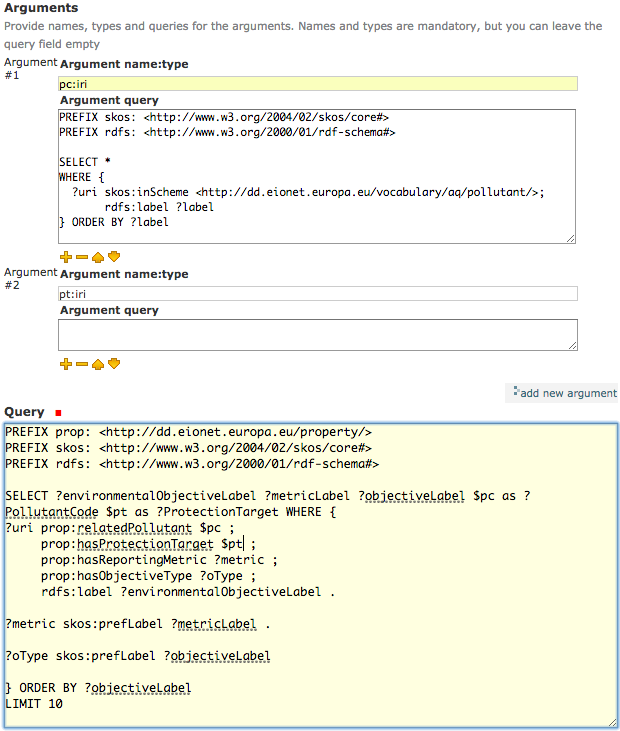 Arguments
Provide names, types and queries for the arguments. Names and types are mandatory, but you can leave the
query field empty
Argument Argument name:type
#1
pc:iri
Argument query
PREFIX skos: <http://www.w3.org/2004/02/skos/core#>
PREFIX rdfs: <http://www.w3.org/2000/01/rdf-schema#>
SELECT *
WHERE {
?uri skos:inScheme <http://dd.eionet.europa.eu/vocabulary/aq/pollutant/>;
rdfs:label ?label
} ORDER BY ?label
Argument Argument name:type
#2
pt:iri
Argument query
add new argument
Query
PREFIX prop: <http://dd.eionet.europa.eu/property/>
PREFIX skos: <http://www.w3.org/2004/02/skos/core#>
PREFIX rdfs: <http://www.w3.org/2000/01/rdf-schema#>
SELECT ?environmentalObjectiveLabel ?metricLabel ?objectiveLabel $pc as ?
PollutantCode $pt as ?ProtectionTarget WHERE {
?uri prop:relatedPollutant $pc ;
prop:hasProtectionTarget $pt ;
prop:hasReportingMetric ?metric ;
prop:hasObjectiveType ?oType ;
rdfs:label ?environmentalObjectiveLabel .
?metric skos:prefLabel ?metricLabel .
?oType skos:prefLabel ?objectiveLabel
} ORDER BY ?objectiveLabel
LIMIT 10